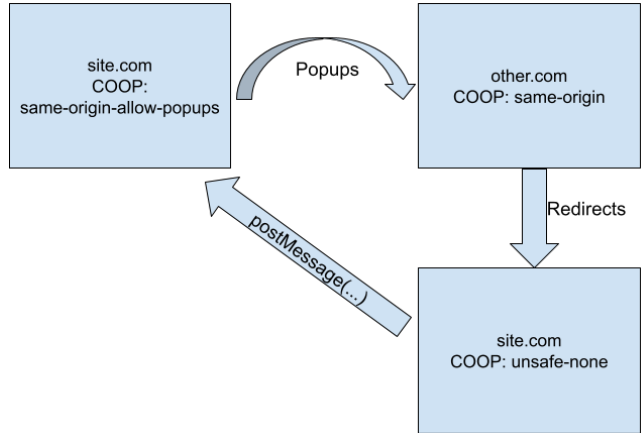 site.com
COOP:
same-origin-allow-popups
Popups
other.com
COOP: same-origin
Redirects
postMessage(...)
site.com
COOP: unsafe-none